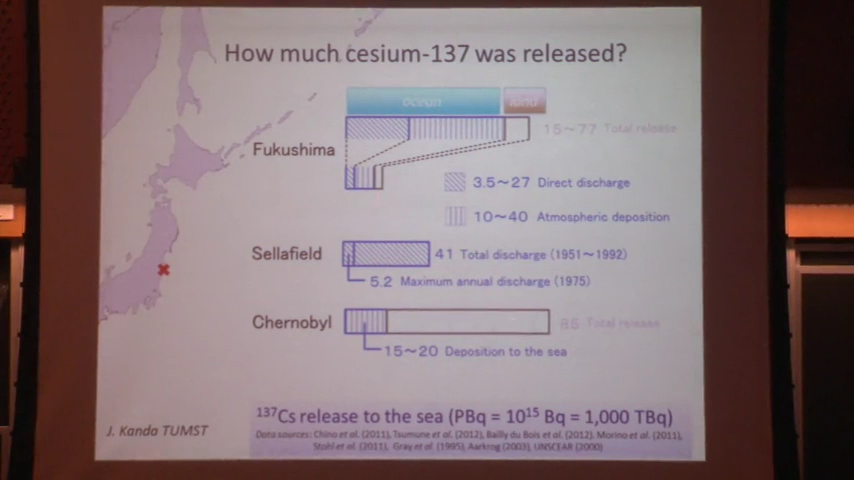 How much cesium-137 was released?
ocean land
15～77 Total release
Fukushima
3.5～27 Direct discharge
10～40 Atmospheric deposition
Sellafield
41 Total discharge (1951～1992)
5.2 Maximum annual discharge (1975)
Chernobyl
85 Total release
15～20 Deposition to the sea
137Cs release to the sea (PBq = 10¹⁵ Bq = 1,000 TBq)
J. Kanda TUMST
Data sources: Chino et al. (2011), Tsumune et al. (2012), Bailly du Bois et al. (2012), Morino et al. (2011),
Stohl et al. (2011), Gray et al (1995), Aarkrog (2003), UNSCEAR (2000)